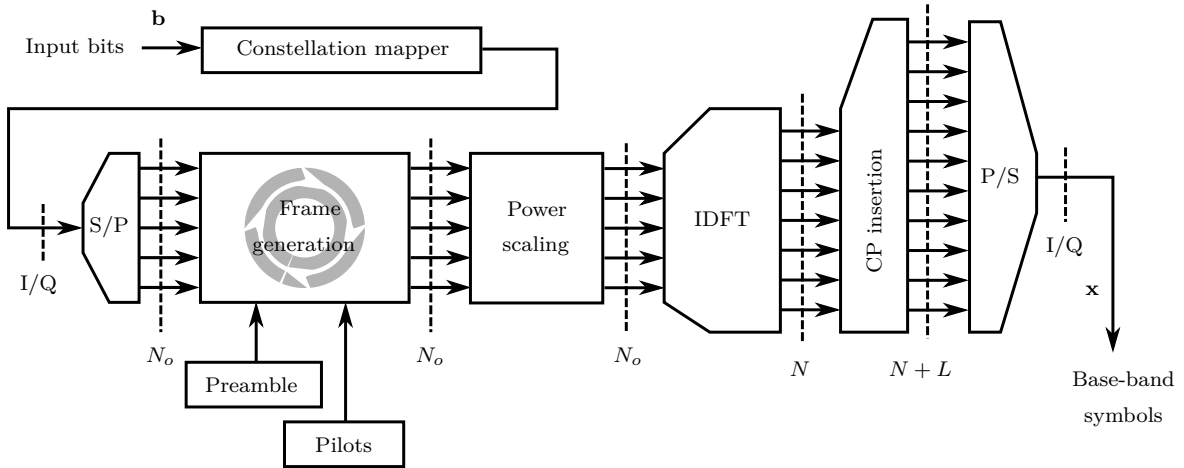 b
Input bits
Constellation mapper
S/P
I/Q
N_o
Frame
generation
N_o
Preamble
Pilots
Power
scaling
N_o
IDFT
N
CP insertion
N + L
P/S
I/Q
x
Base-band
symbols